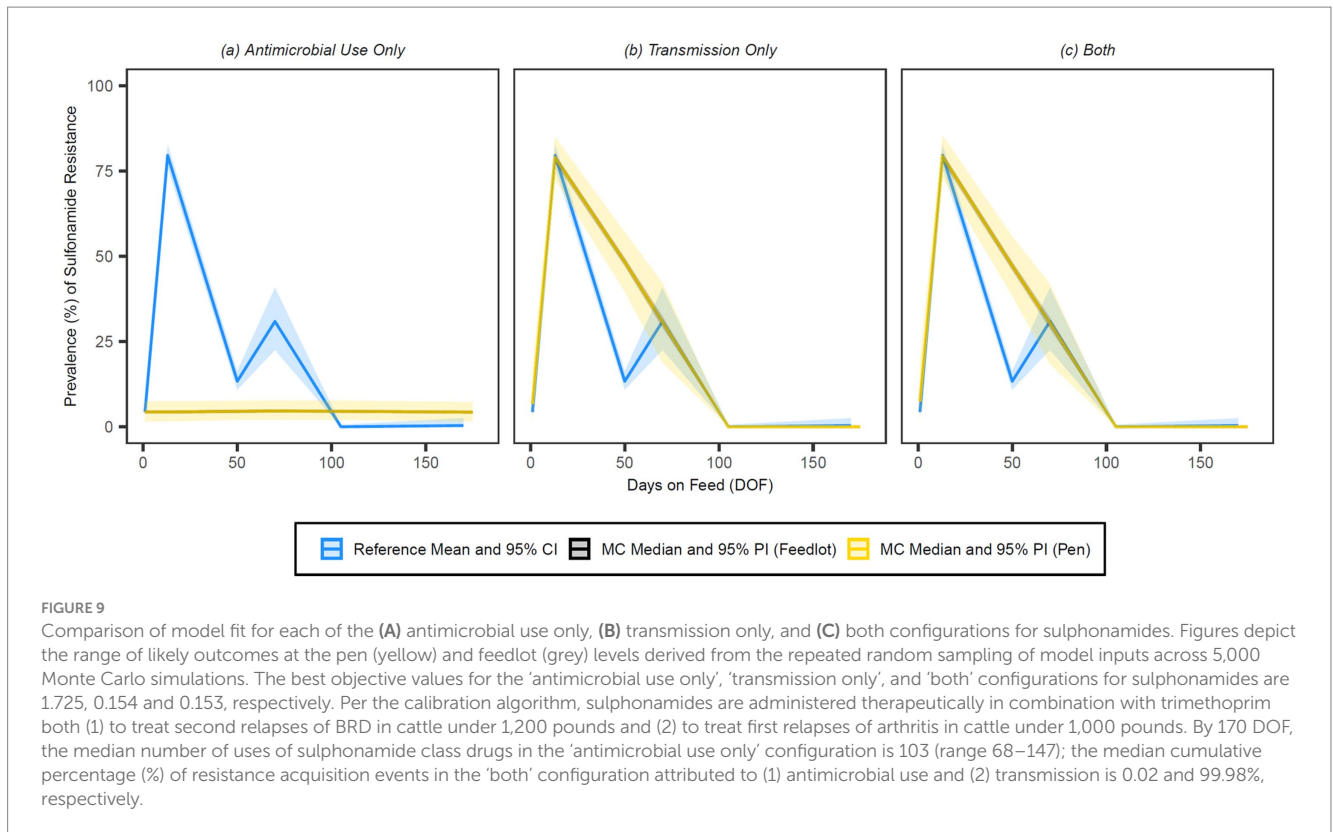 (a) Antimicrobial Use Only
(b) Transmission Only
(c) Both
Prevalence (%) of Sulfonamide Resistance
100
75
50
25
0
0 50 100 150
0 50 100 150
0 50 100 150
Days on Feed (DOF)
Reference Mean and 95% CI
MC Median and 95% PI (Feedlot)
MC Median and 95% PI (Pen)
FIGURE 9
Comparison of model fit for each of the (A) antimicrobial use only, (B) transmission only, and (C) both configurations for sulphonamides. Figures depict
the range of likely outcomes at the pen (yellow) and feedlot (grey) levels derived from the repeated random sampling of model inputs across 5,000
Monte Carlo simulations. The best objective values for the 'antimicrobial use only', 'transmission only', and 'both' configurations for sulphonamides are
1.725, 0.154 and 0.153, respectively. Per the calibration algorithm, sulphonamides are administered therapeutically in combination with trimethoprim
both (1) to treat second relapses of BRD in cattle under 1,200 pounds and (2) to treat first relapses of arthritis in cattle under 1,000 pounds. By 170 DOF,
the median number of uses of sulphonamide class drugs in the 'antimicrobial use only' configuration is 103 (range 68–147); the median cumulative
percentage (%) of resistance acquisition events in the 'both' configuration attributed to (1) antimicrobial use and (2) transmission is 0.02 and 99.98%,
respectively.